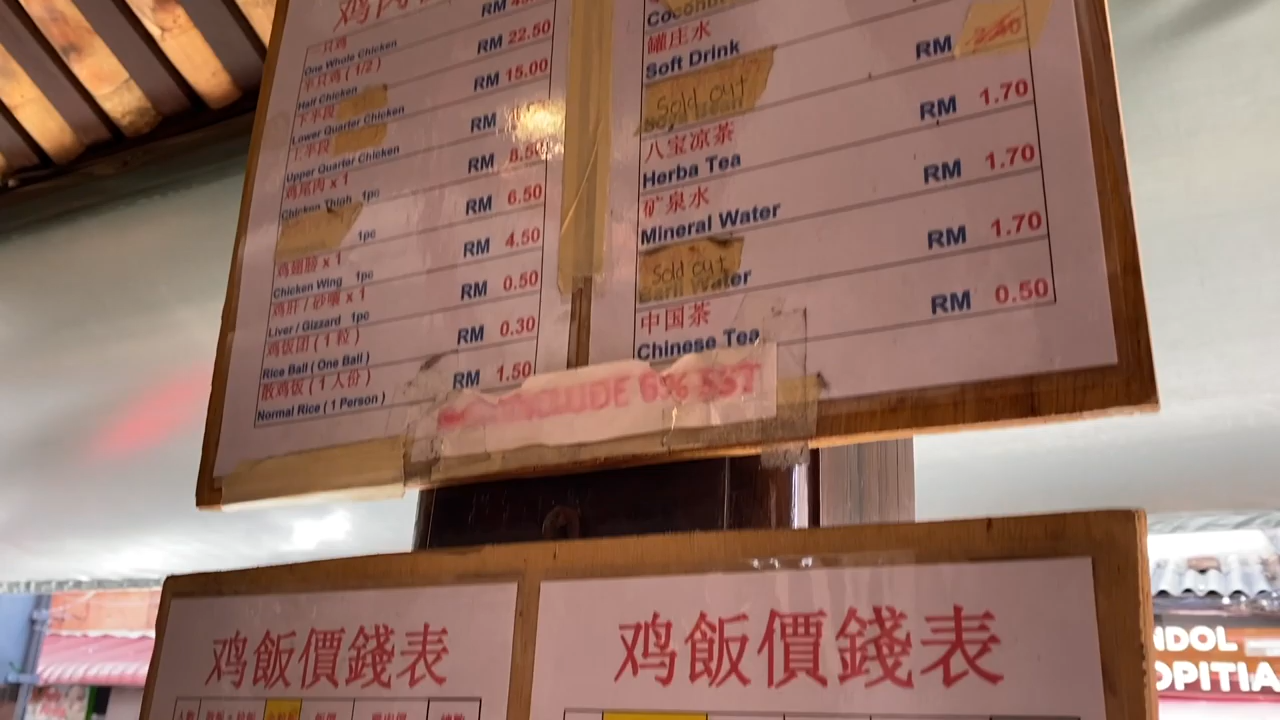 鸡肉
RM
一只鸡
One Whole Chicken
RM 22.50
半只鸡 ( 1/2 )
Half Chicken
RM 15.00
下半段
Lower Quarter Chicken
RM
上半段
Upper Quarter Chicken
RM 8.50
鸡尾肉 x 1
Chicken Thigh 1pc
RM 6.50
1pc
RM 4.50
鸡翅膀 x 1
Chicken Wing 1pc
RM 0.50
鸡肝 / 砂囊 x 1
Liver / Gizzard 1pc
RM 0.30
鸡饭团 ( 1 粒 )
Rice Ball ( One Ball )
RM 1.50
散鸡饭 ( 1 人份 )
Normal Rice ( 1 Person )
Coconut
罐庄水
Soft Drink
RM
Sold out
RM 1.70
八宝凉茶
Herba Tea
RM 1.70
矿泉水
Mineral Water
RM 1.70
Sold out
Water
RM 0.50
中国茶
Chinese Tea
INCLUDE 6% SST
鸡飯價錢表
鸡飯價錢表
NDOL
OPITIA